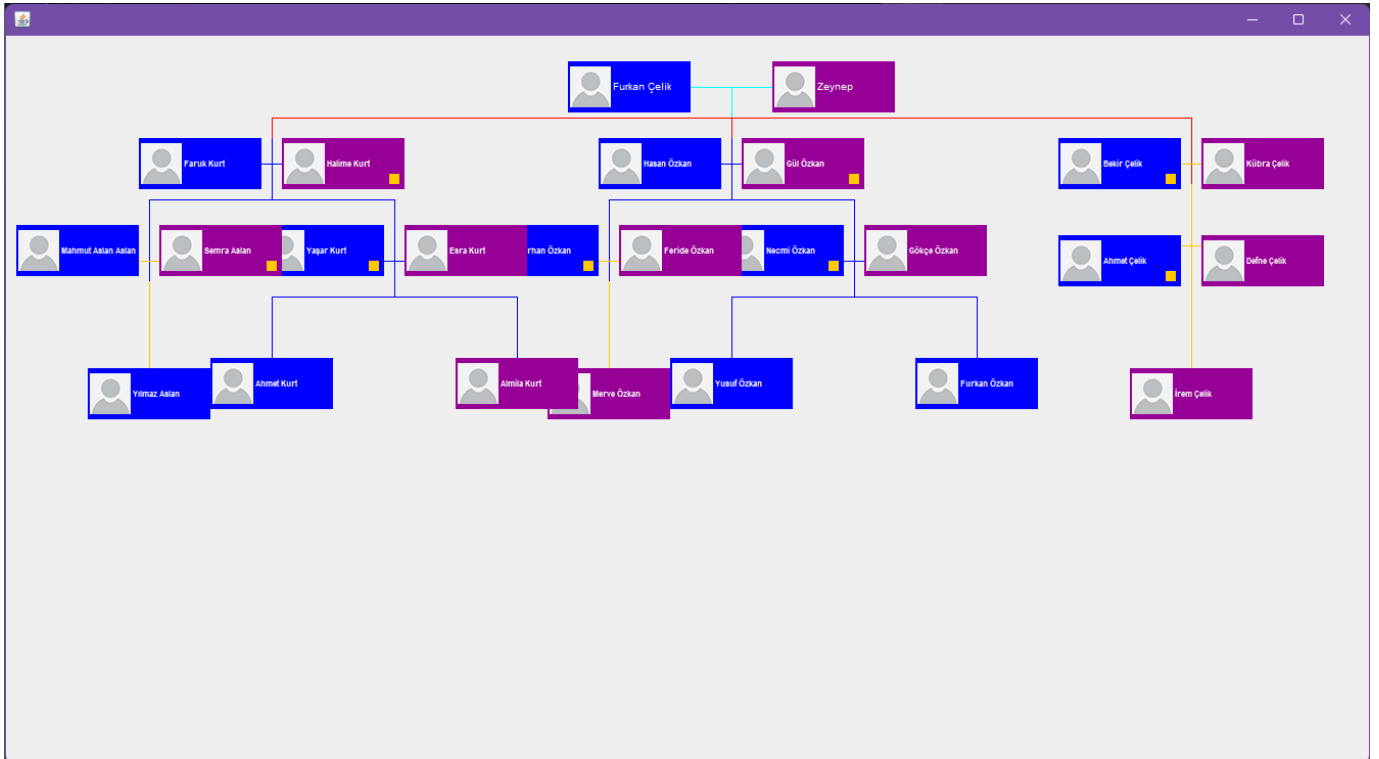 Furkan Çelik
Zeynep
Faruk Kurt
Halime Kurt
Hasan Özkan
Gül Özkan
Bekir Çelik
Kübra Çelik
Mahmut Aslan Aslan
Semra Aslan
Yaşar Kurt
Esra Kurt
rhan Özkan
Feride Özkan
Necmi Özkan
Gökçe Özkan
Ahmet Çelik
Defne Çelik
Yılmaz Aslan
Ahmet Kurt
Almila Kurt
Merve Özkan
Yusuf Özkan
Furkan Özkan
İrem Çelik